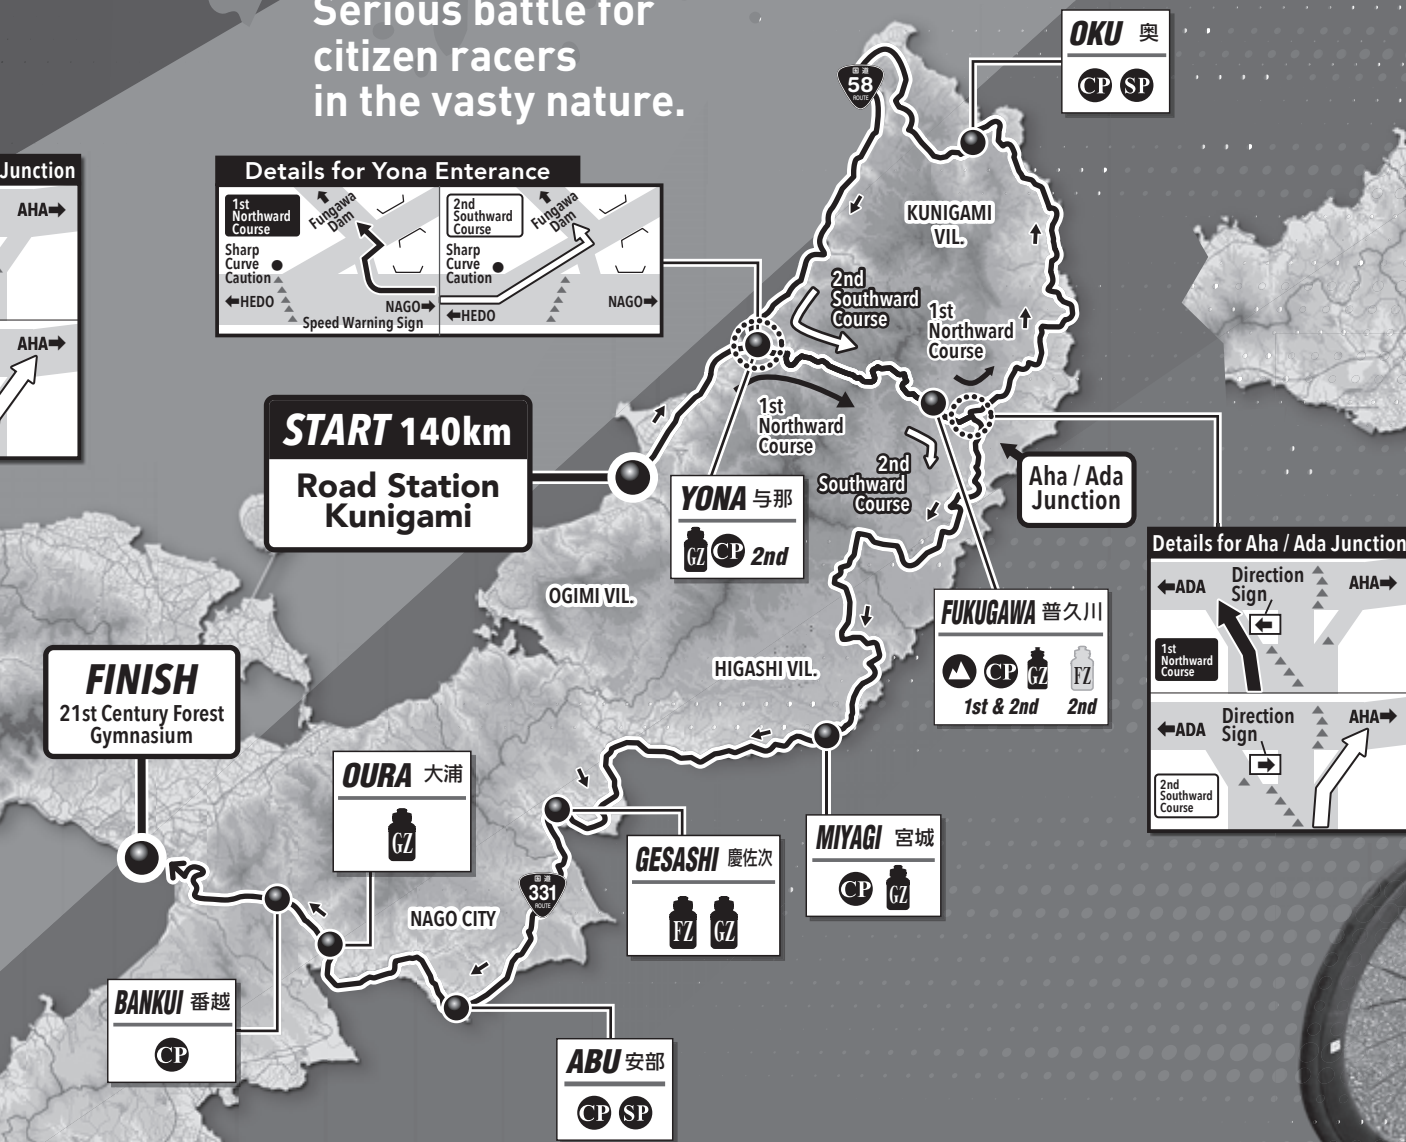 Serious battle for
citizen racers
in the vasty nature.
OKU 奥
CP SP
国道
58
ROUTE
Junction
AHA
AHA
Details for Yona Enterance
1st
Northward
Course
Fungawa
Dam
Sharp
Curve
Caution
HEDO
NAGO
Speed Warning Sign
2nd
Southward
Course
Fungawa
Dam
Sharp
Curve
Caution
HEDO
NAGO
KUNIGAMI
VIL.
2nd
Southward
Course
1st
Northward
Course
START 140km
Road Station
Kunigami
1st
Northward
Course
2nd
Southward
Course
Aha / Ada
Junction
YONA 与那
GZ CP 2nd
OGIMI VIL.
HIGASHI VIL.
FUKUGAWA 普久川
CP GZ FZ
1st & 2nd 2nd
Details for Aha / Ada Junction
ADA
Direction
Sign
AHA
1st
Northward
Course
ADA
Direction
Sign
AHA
2nd
Southward
Course
FINISH
21st Century Forest
Gymnasium
OURA 大浦
GZ
MIYAGI 宮城
CP GZ
GESASHI 慶佐次
FZ GZ
国道
331
ROUTE
NAGO CITY
BANKUI 番越
CP
ABU 安部
CP SP